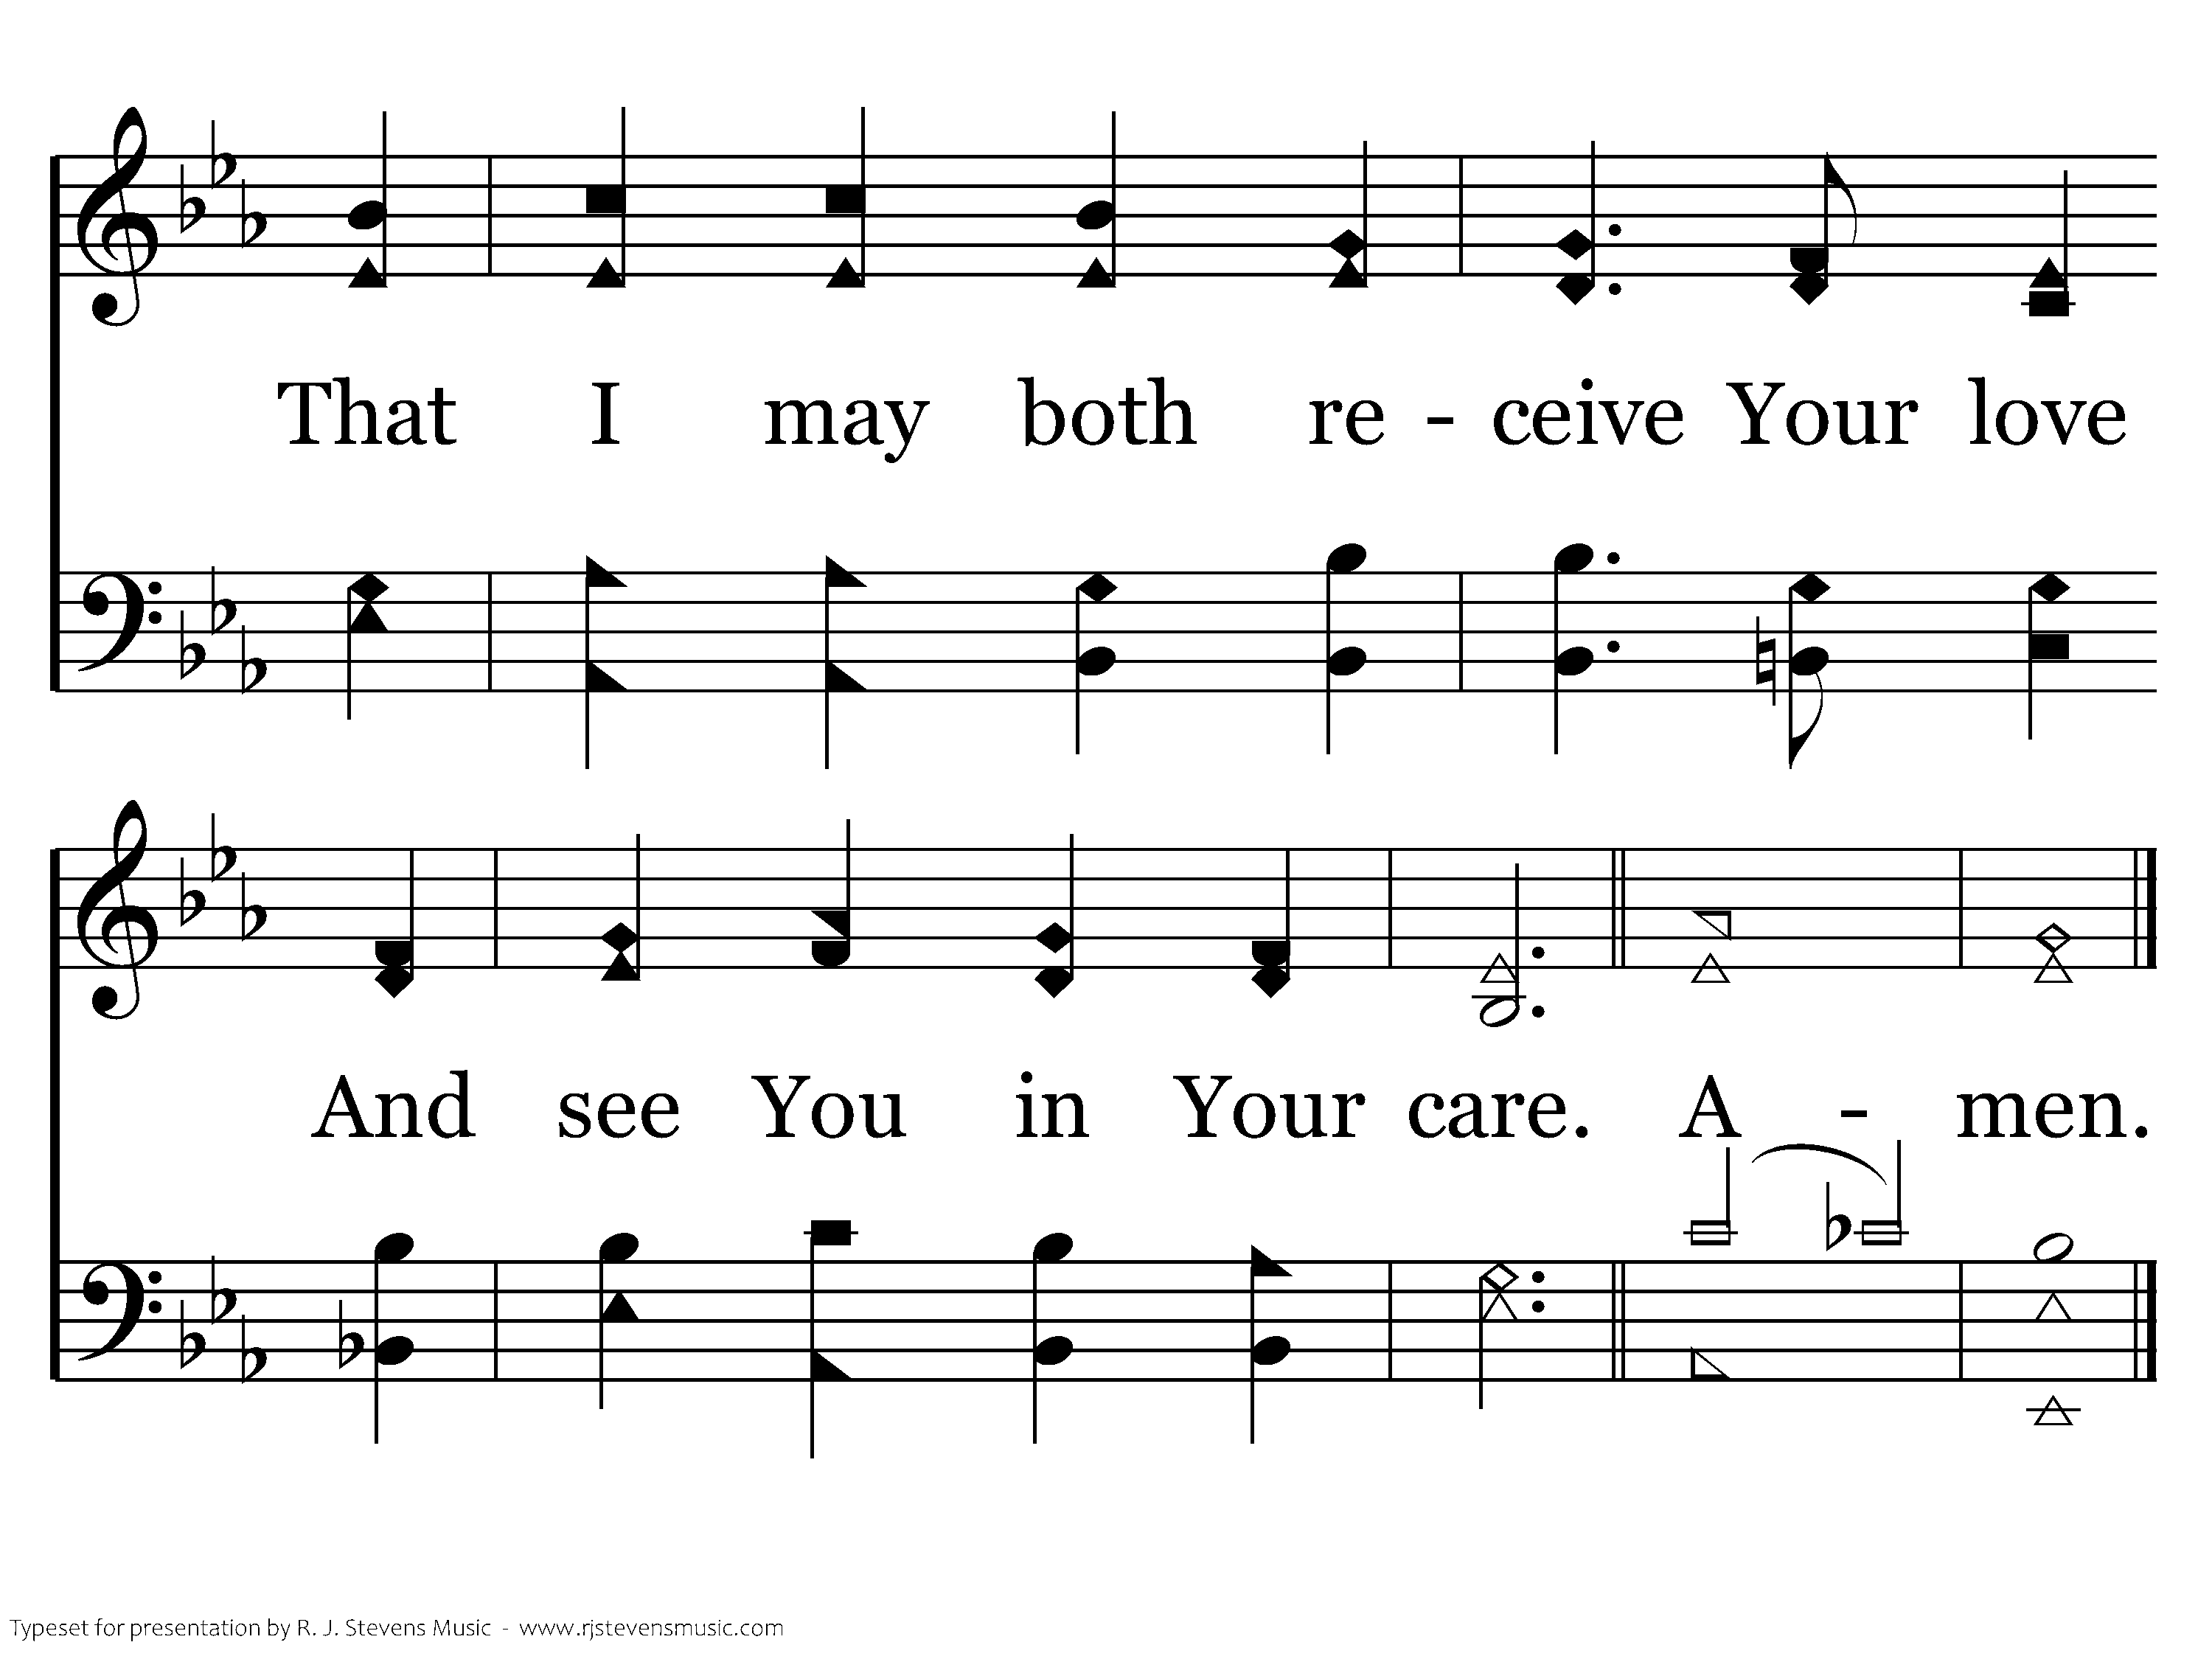 That I may both re - ceive Your love
And see You in Your care. A - men.
Typeset for presentation by R. J. Stevens Music - www.rjstevensmusic.com